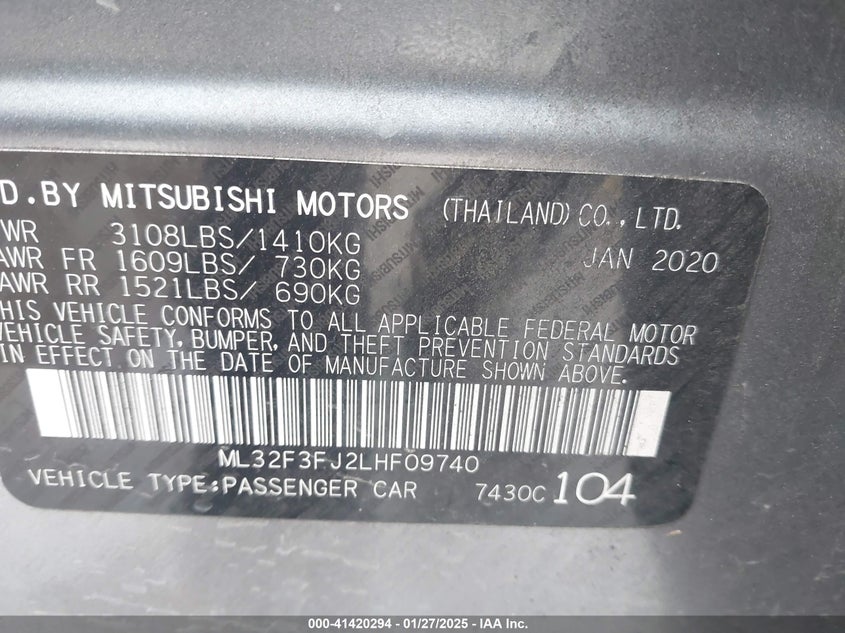 D.BY MITSUBISHI MOTORS (THAILAND) CO., LTD.
VWR 3108LBS/1410KG JAN 2020
AWR FR 1609LBS/ 730KG
AWR RR 1521LBS/ 690KG
HIS VEHICLE CONFORMS TO ALL APPLICABLE FEDERAL MOTOR
VEHICLE SAFETY, BUMPER, AND THEFT PREVENTION STANDARDS
IN EFFECT ON THE DATE OF MANUFACTURE SHOWN ABOVE.
ML32F3FJ2LHF09740
VEHICLE TYPE:PASSENGER CAR 7430C 104
000-41420294 - 01/27/2025 - IAA Inc.